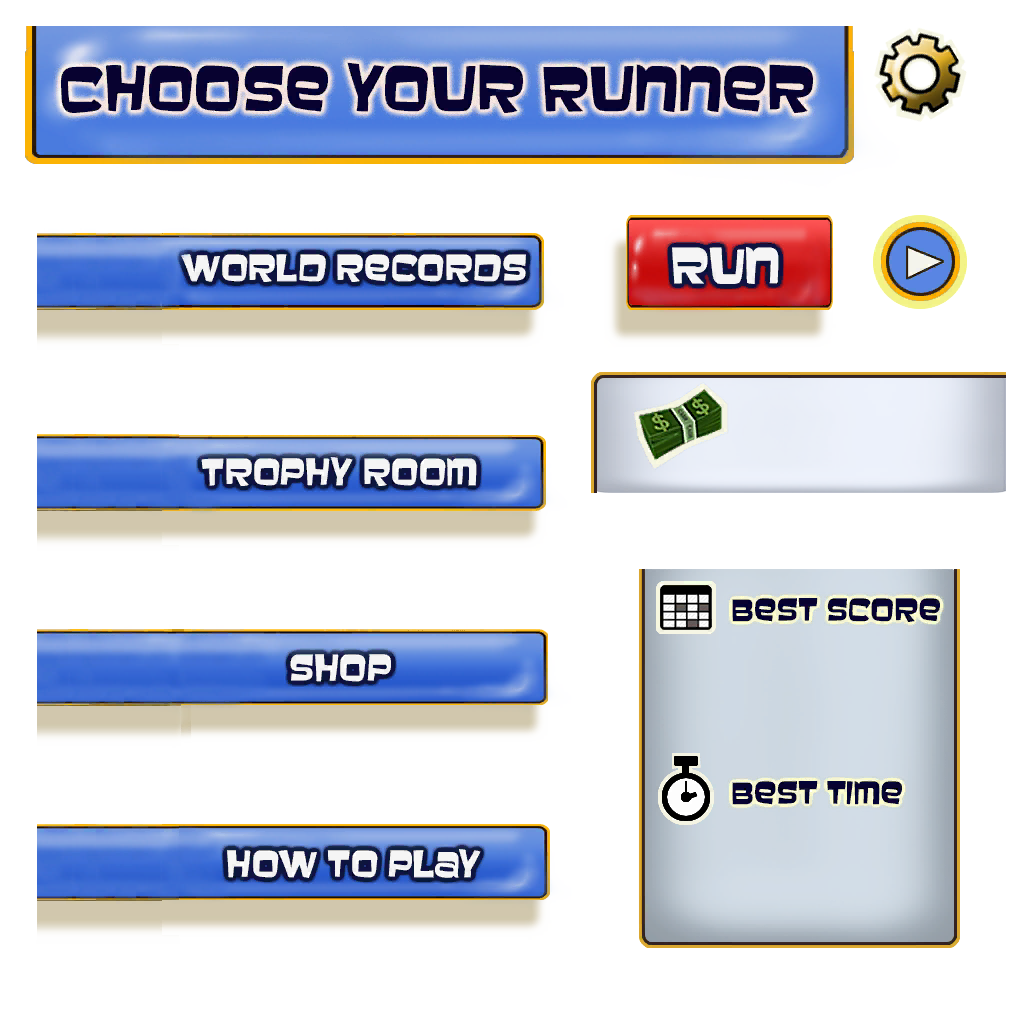 CHOOSE YOUR RUNNER
WORLD RECORDS
RUN
TROPHY ROOM
$ $
BEST SCORE
SHOP
BEST TIME
HOW TO PLAY